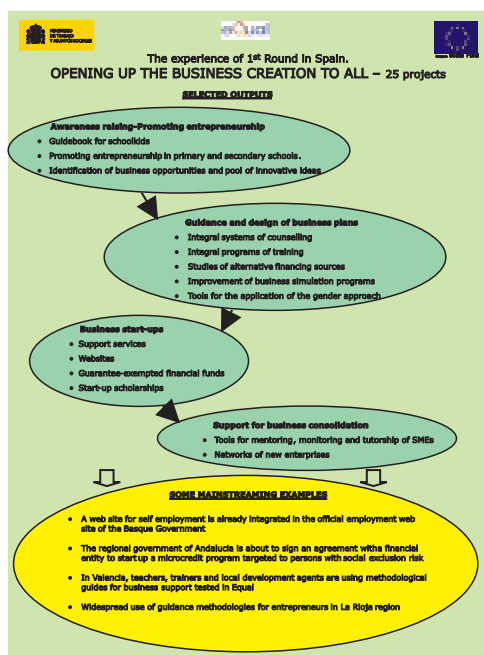 MINISTERIO
DE TRABAJO
Y ASUNTOS SOCIALES
eQual
The experience of 1st Round in Spain.
OPENING UP THE BUSINESS CREATION TO ALL – 25 projects
SELECTED OUTPUTS
Awareness raising-Promoting entrepreneurship
• Guidebook for schoolkids
• Promoting entrepreneurship in primary and secondary schools.
• Identification of business opportunities and pool of innovative ideas
Guidance and design of business plans
• Integral systems of counselling
• Integral programs of training
• Studies of alternative financing sources
• Improvement of business simulation programs
• Tools for the application of the gender approach
Business start-ups
• Support services
• Websites
• Guarantee-exempted financial funds
• Start-up scholarships
Support for business consolidation
• Tools for mentoring, monitoring and tutorship of SMEs
• Networks of new enterprises
SOME MAINSTREAMING EXAMPLES
• A web site for self employment is already integrated in the official employment web
site of the Basque Government
• The regional government of Andalucia is about to sign an agreement witha financial
entity to start up a microcredit program targeted to persons with social exclusion risk
• In Valencia, teachers, trainers and local development agents are using methodological
guides for business support tested in Equal
• Widespread use of guidance methodologies for entrepreneurs in La Rioja region